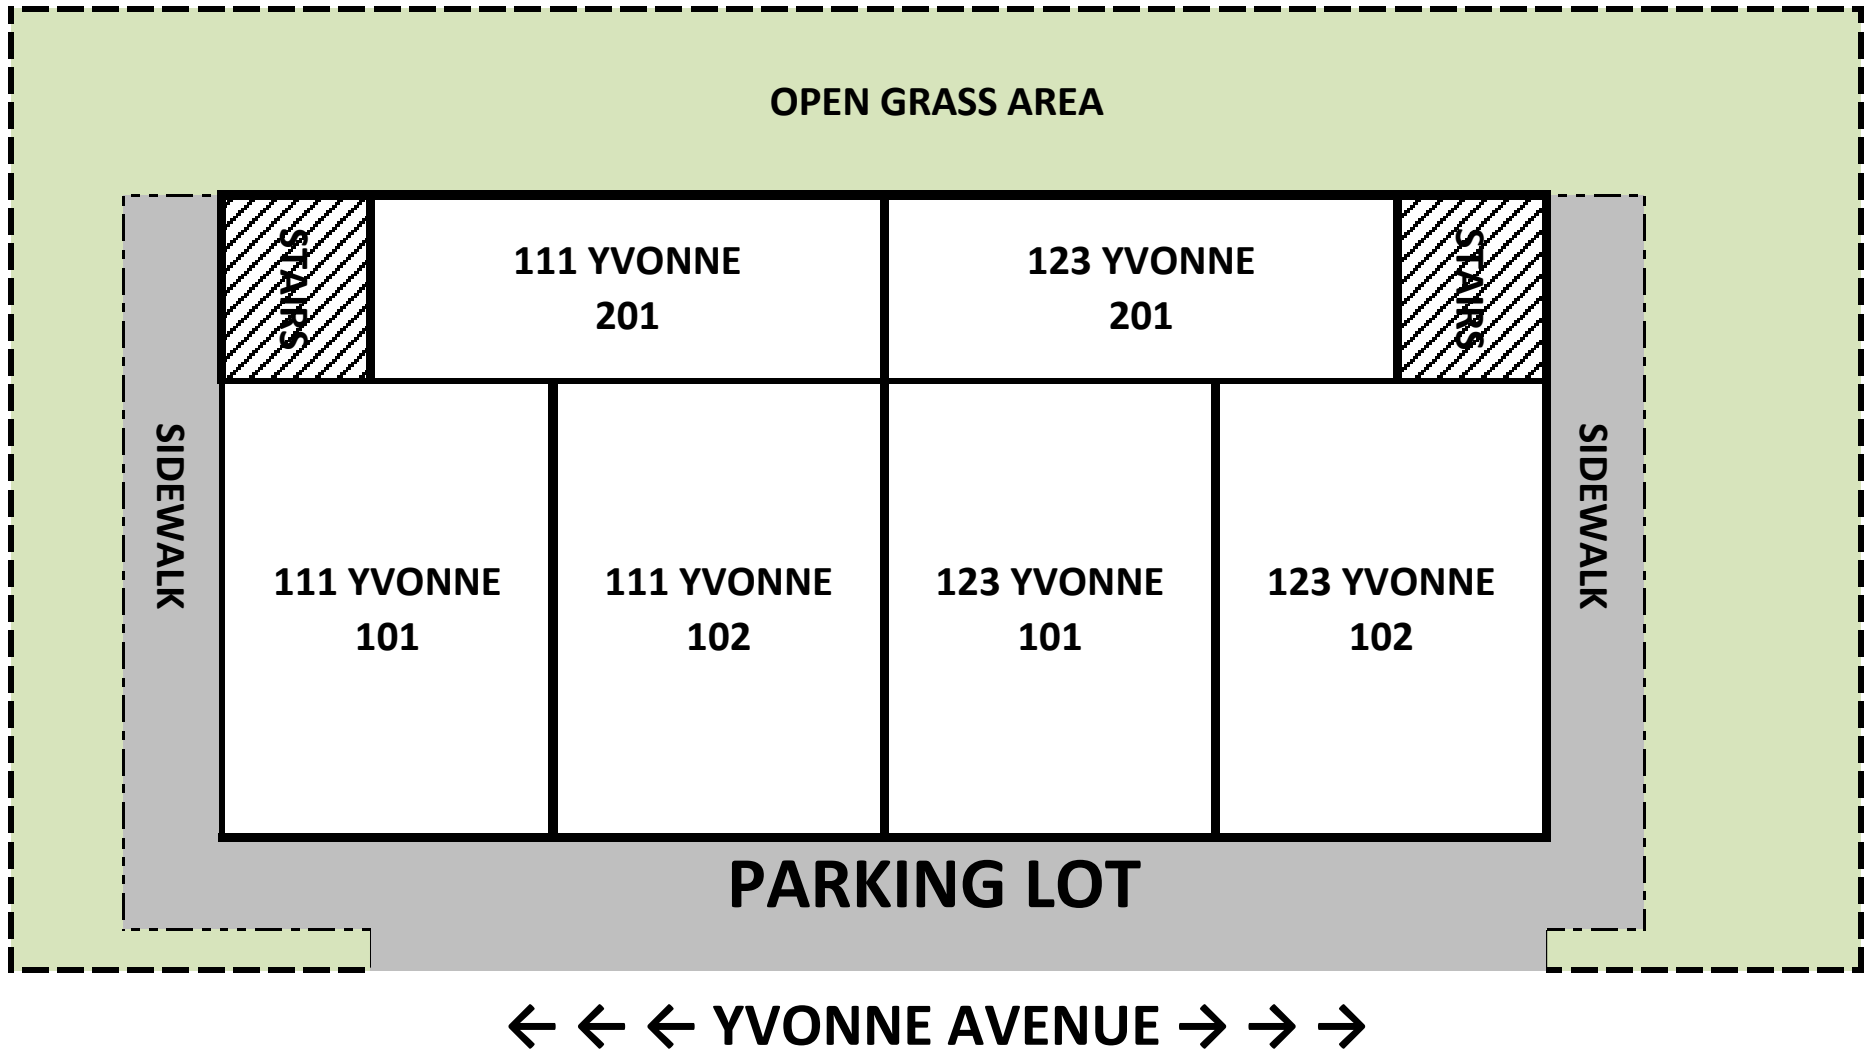 OPEN GRASS AREA
STAIRS
111 YVONNE
201
123 YVONNE
201
STAIRS
SIDEWALK
111 YVONNE
101
111 YVONNE
102
123 YVONNE
101
123 YVONNE
102
SIDEWALK
PARKING LOT
← ← ← YVONNE AVENUE → → →